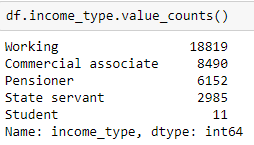 df.income_type.value_counts()
Working 18819
Commercial associate 8490
Pensioner 6152
State servant 2985
Student 11
Name: income_type, dtype: int64